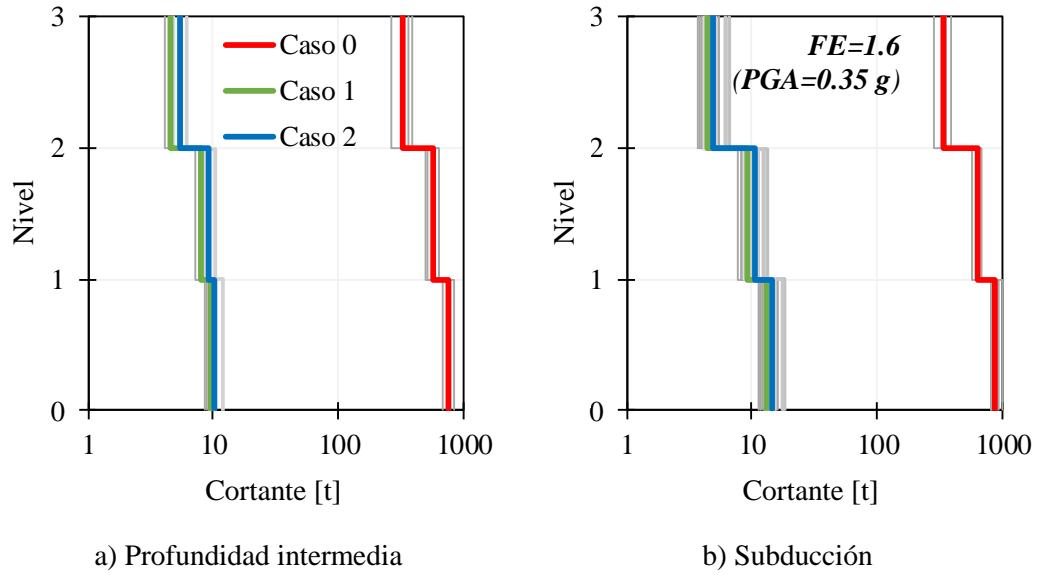 3
2
1
0
Nivel
Caso 0
Caso 1
Caso 2
1
10
100
1000
Cortante [t]
a) Profundidad intermedia
3
2
1
0
Nivel
FE=1.6
(PGA=0.35 g)
1
10
100
1000
Cortante [t]
b) Subducción